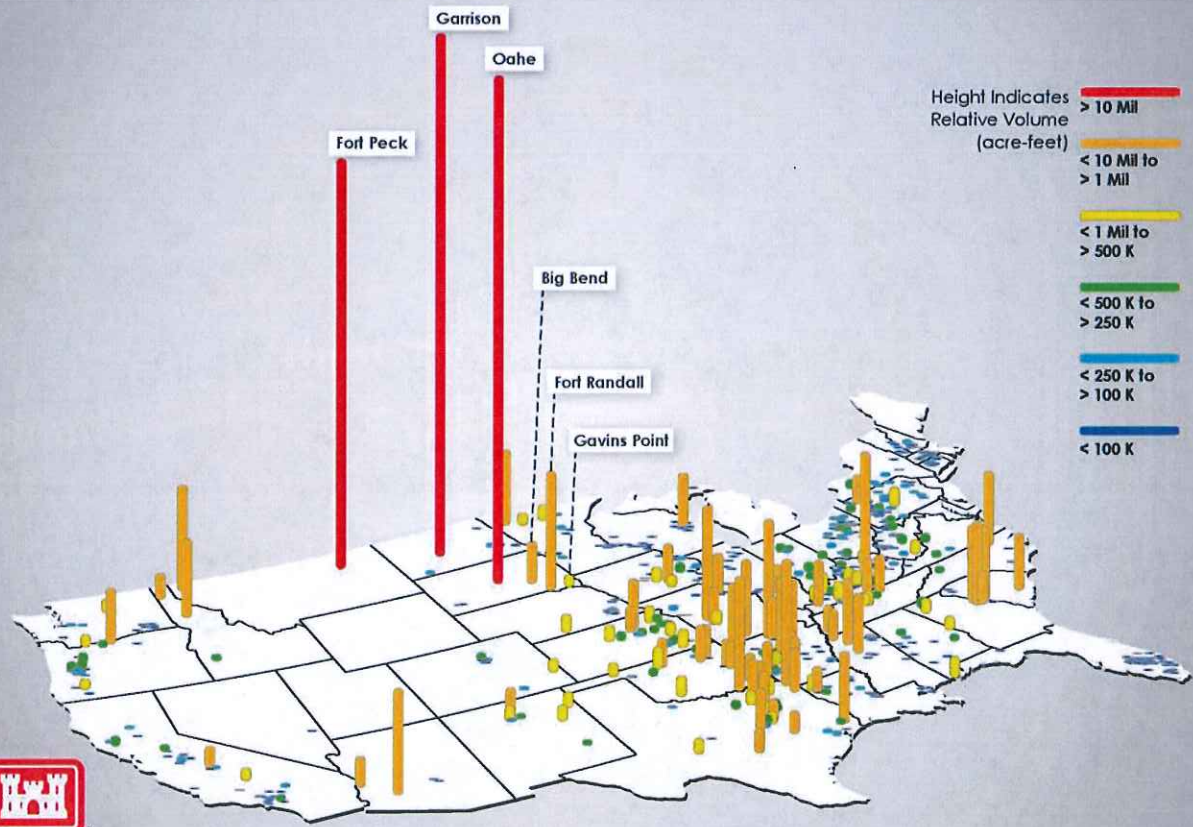 Garrison
Oahe
Fort Peck
Big Bend
Fort Randall
Gavins Point
Height Indicates
Relative Volume
(acre-feet)
> 10 Mil
< 10 Mil to
> 1 Mil
< 1 Mil to
> 500 K
< 500 K to
> 250 K
< 250 K to
> 100 K
< 100 K